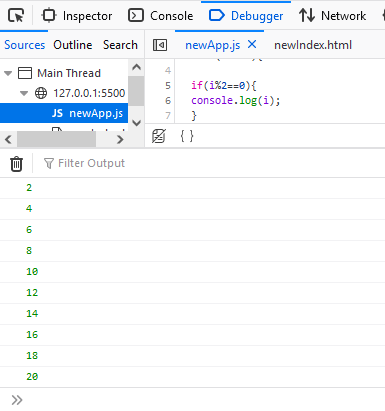 Inspector Console Debugger Network
Sources Outline Search
newApp.js newIndex.html
Main Thread
127.0.0.1:5500
JS newApp.js
4
5 if(i%2==0){
6 console.log(i);
7 }
{ }
Filter Output
2
4
6
8
10
12
14
16
18
20
>>